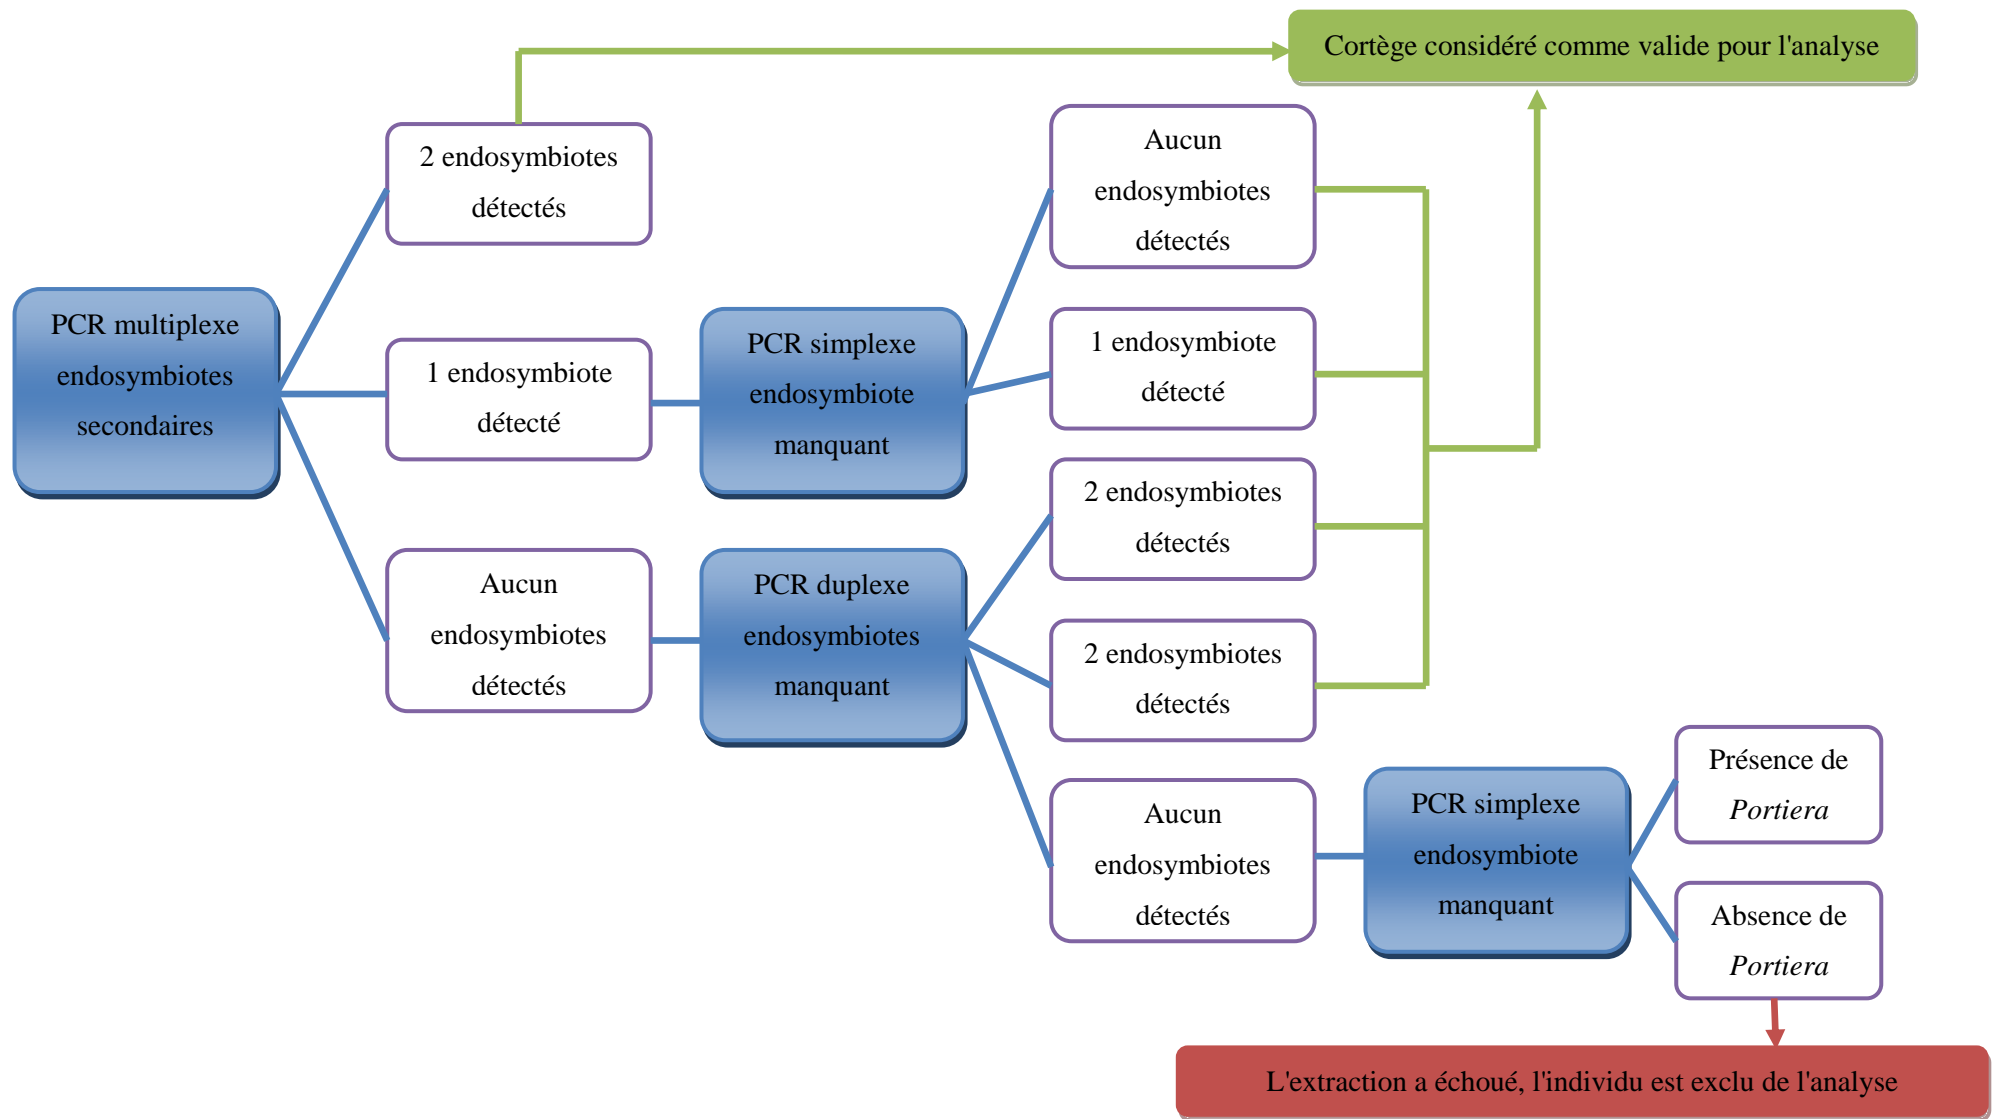 Cortège considéré comme valide pour l'analyse
2 endosymbiotes
détectés
Aucun
endosymbiotes
détectés
PCR multiplexe
endosymbiotes
secondaires
1 endosymbiote
détecté
PCR simplexe
endosymbiote
manquant
1 endosymbiote
détecté
2 endosymbiotes
détectés
Aucun
endosymbiotes
détectés
PCR duplexe
endosymbiotes
manquant
2 endosymbiotes
détectés
Aucun
endosymbiotes
détectés
PCR simplexe
endosymbiote
manquant
Présence de
Portiera
Absence de
Portiera
L'extraction a échoué, l'individu est exclu de l'analyse